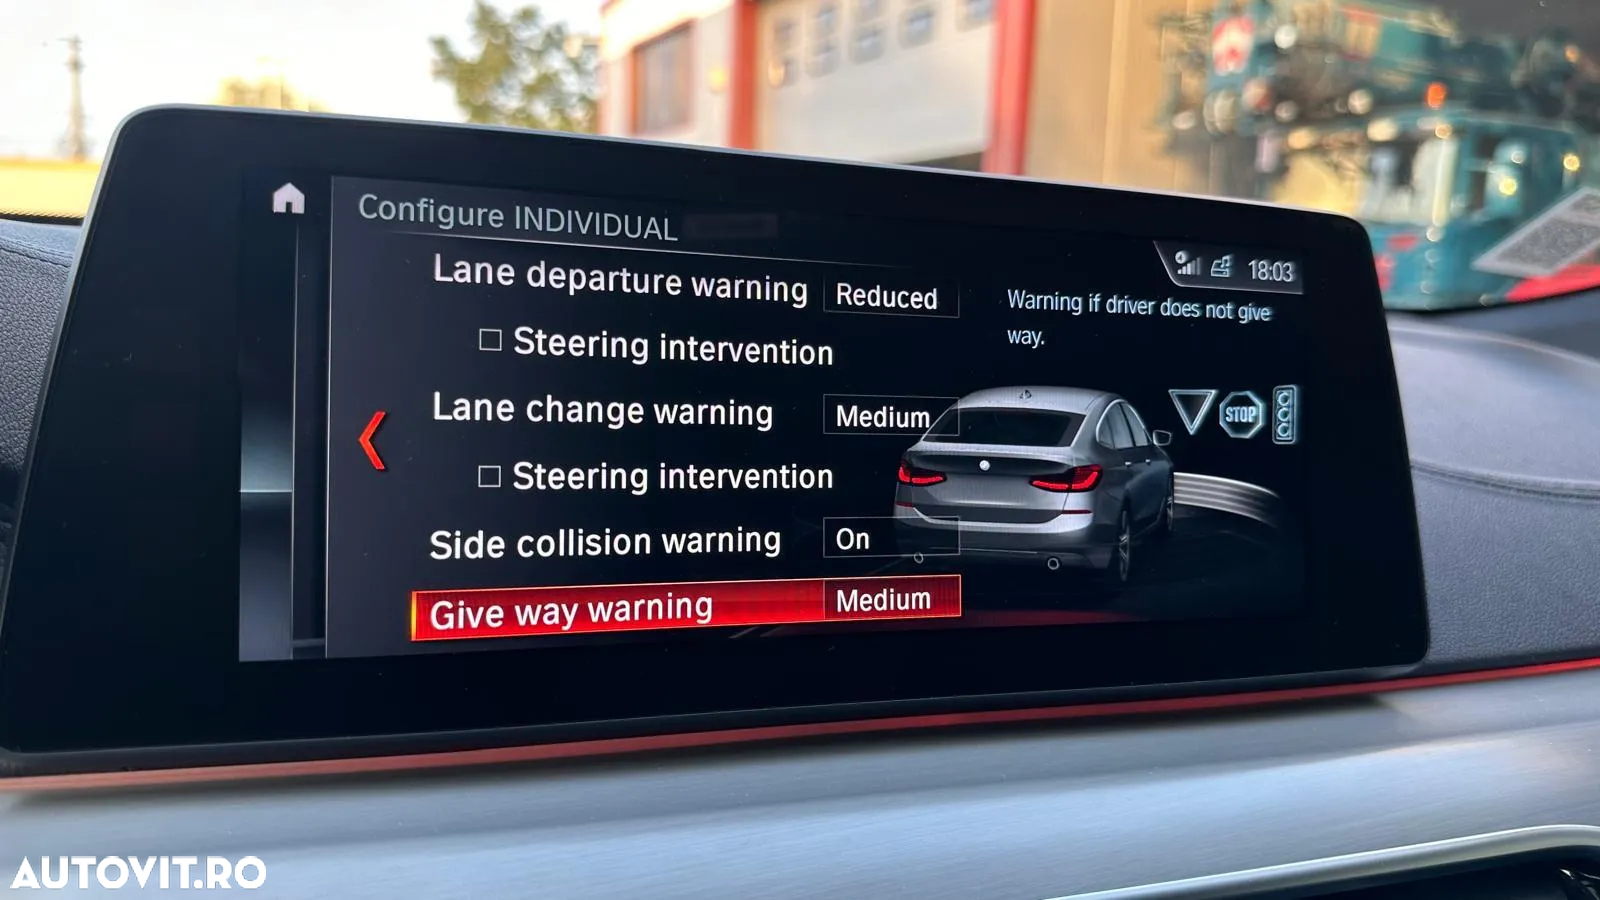 Configure INDIVIDUAL
18:03
Lane departure warning Reduced
Steering intervention
Lane change warning Medium
Steering intervention
Side collision warning On
Give way warning Medium
Warning if driver does not give
way.
STOP
AUTOVIT.RO